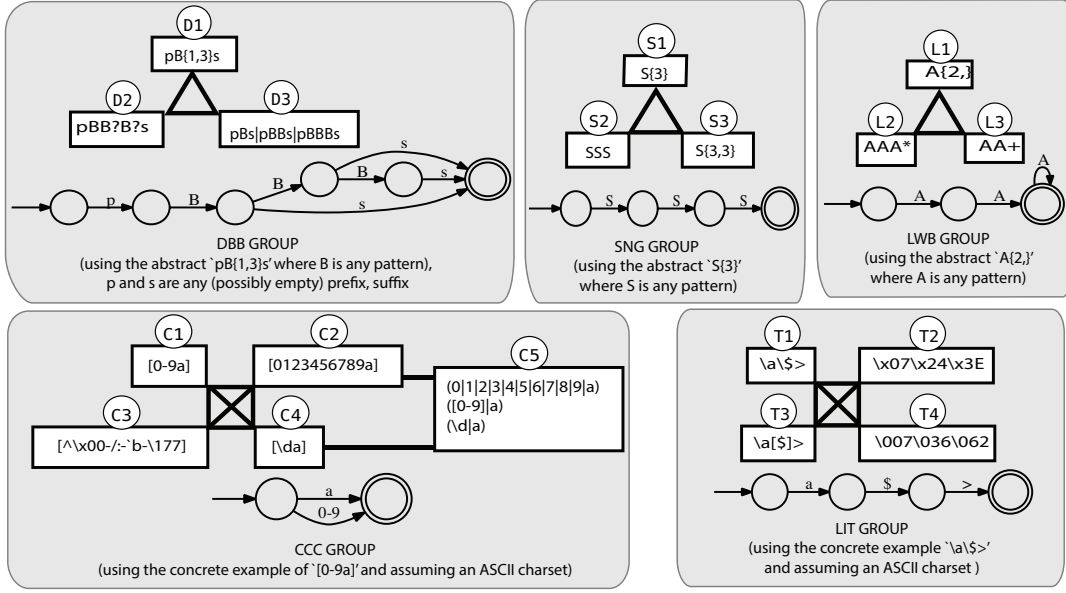 D1
pB{1,3}s
D2
pBB?B?s
D3
pBs|pBBs|pBBBs
p
B
B
B
s
s
s
DBB GROUP
(using the abstract `pB{1,3}s' where B is any pattern),
p and s are any (possibly empty) prefix, suffix
S1
S{3}
S2
SSS
S3
S{3,3}
S
S
S
SNG GROUP
(using the abstract `S{3}'
where S is any pattern)
L1
A{2,}
L2
AAA*
L3
AA+
A
A
A
LWB GROUP
(using the abstract `A{2,}'
where A is any pattern)
C1
[0-9a]
C2
[0123456789a]
C3
[^\x00-/:-`b-\177]
C4
[\da]
C5
(0|1|2|3|4|5|6|7|8|9|a)
([0-9]|a)
(\d|a)
a
0-9
CCC GROUP
(using the concrete example of `[0-9a]' and assuming an ASCII charset)
T1
\a\$>
T2
\x07\x24\x3E
T3
\a[$]>
T4
\007\036\062
a
$
>
LIT GROUP
(using the concrete example `\a\$>'
and assuming an ASCII charset )